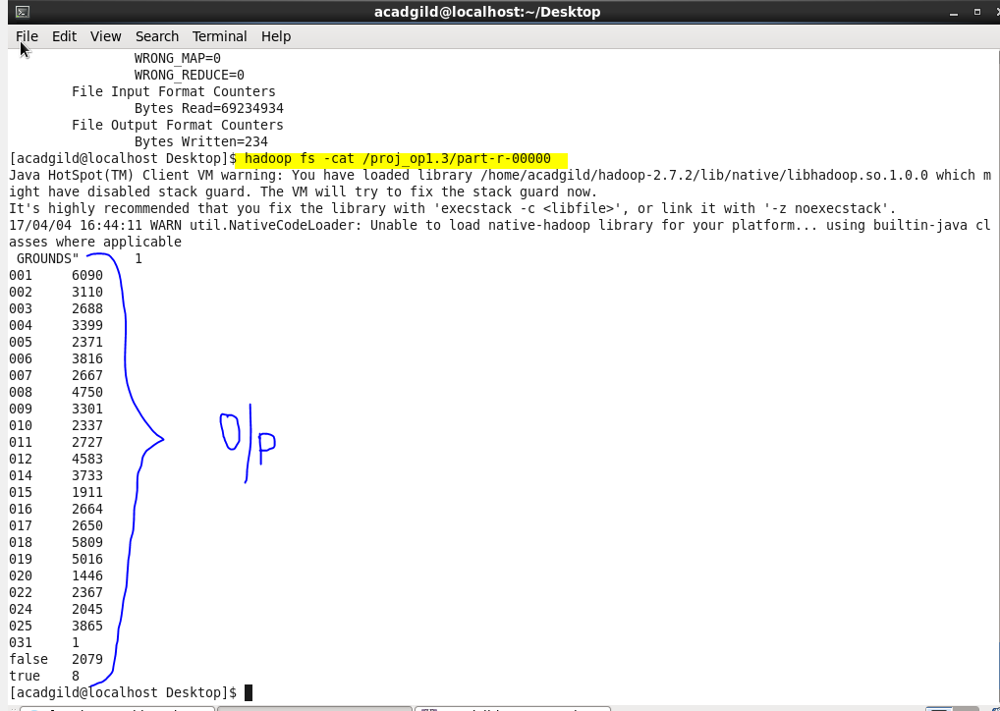 acadgild@localhost:~/Desktop
File Edit View Search Terminal Help
WRONG_MAP=0
WRONG_REDUCE=0
File Input Format Counters
Bytes Read=69234934
File Output Format Counters
Bytes Written=234
[acadgild@localhost Desktop]$ hadoop fs -cat /proj_op1.3/part-r-00000
Java HotSpot(TM) Client VM warning: You have loaded library /home/acadgild/hadoop-2.7.2/lib/native/libhadoop.so.1.0.0 which m
ight have disabled stack guard. The VM will try to fix the stack guard now.
It's highly recommended that you fix the library with 'execstack -c <libfile>', or link it with '-z noexecstack'.
17/04/04 16:44:11 WARN util.NativeCodeLoader: Unable to load native-hadoop library for your platform... using builtin-java cl
asses where applicable
GROUNDS" 1
001 6090
002 3110
003 2688
004 3399
005 2371
006 3816
007 2667
008 4750
009 3301
010 2337
011 2727
012 4583
014 3733
015 1911
016 2664
017 2650
018 5809
019 5016
020 1446
022 2367
024 2045
025 3865
031 1
false 2079
true 8
[acadgild@localhost Desktop]$
O/p